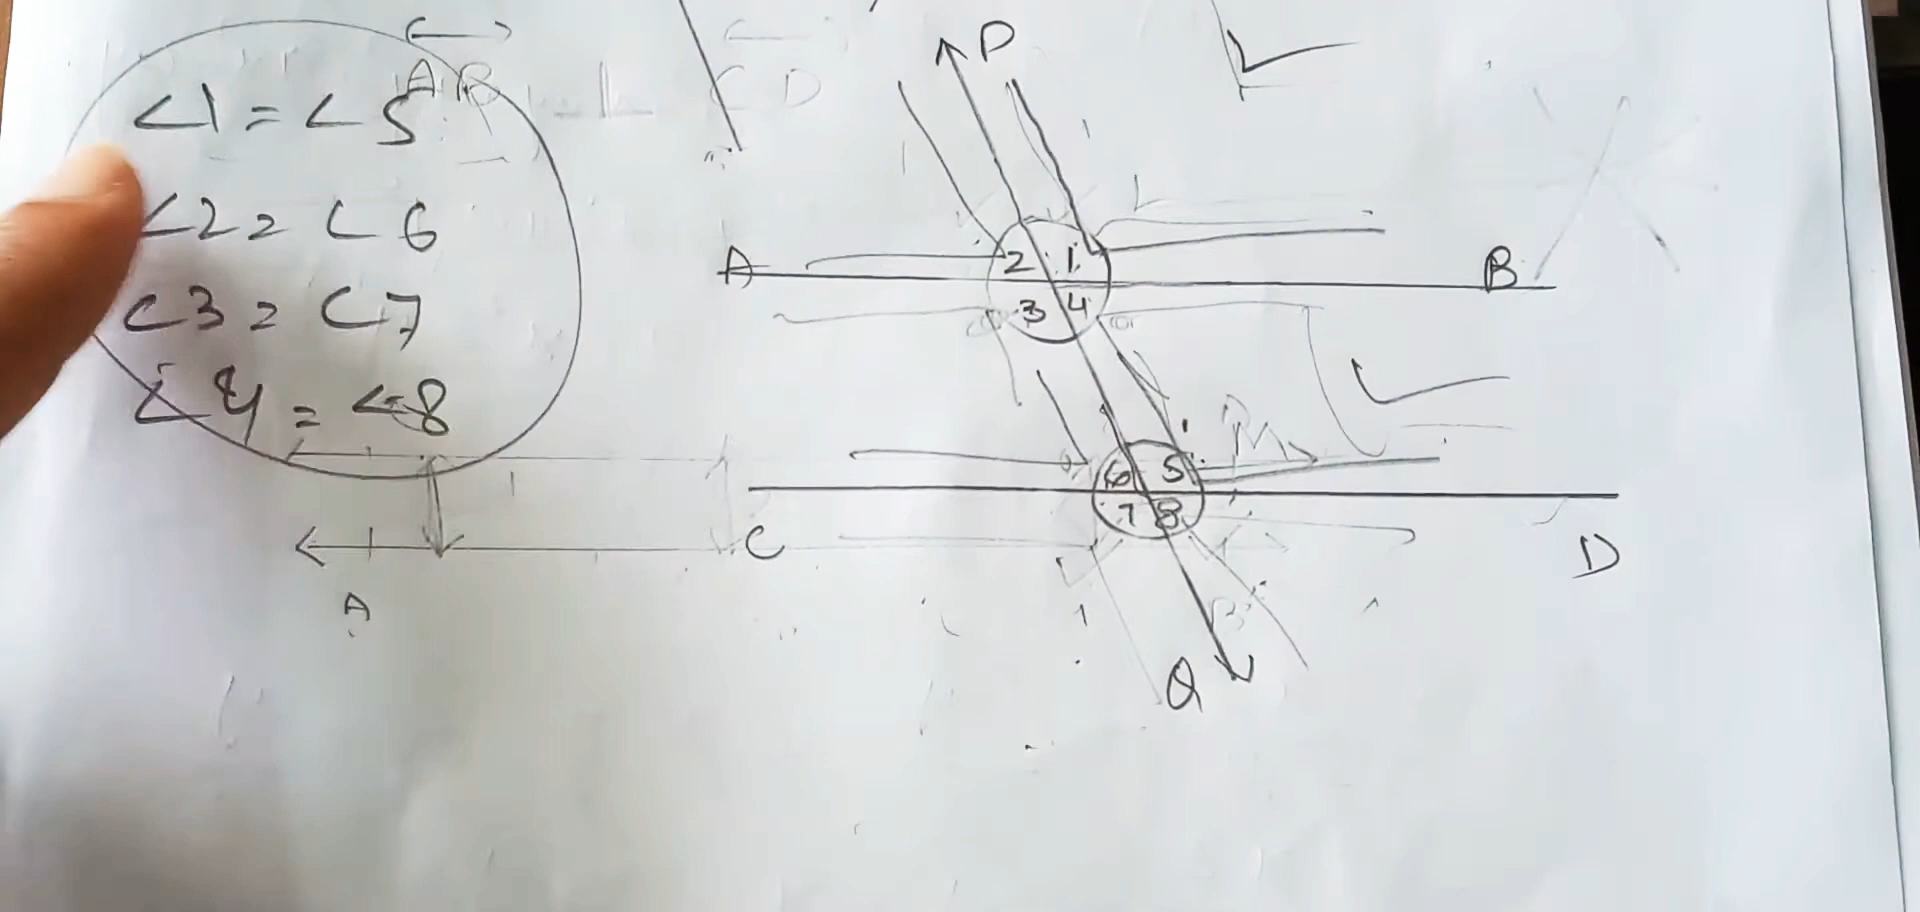 ∠1 = ∠5
∠2 = ∠6
∠3 = ∠7
∠4 = ∠8
P
2 1
A B
3 4
6 5
7 8
C D
A
Q